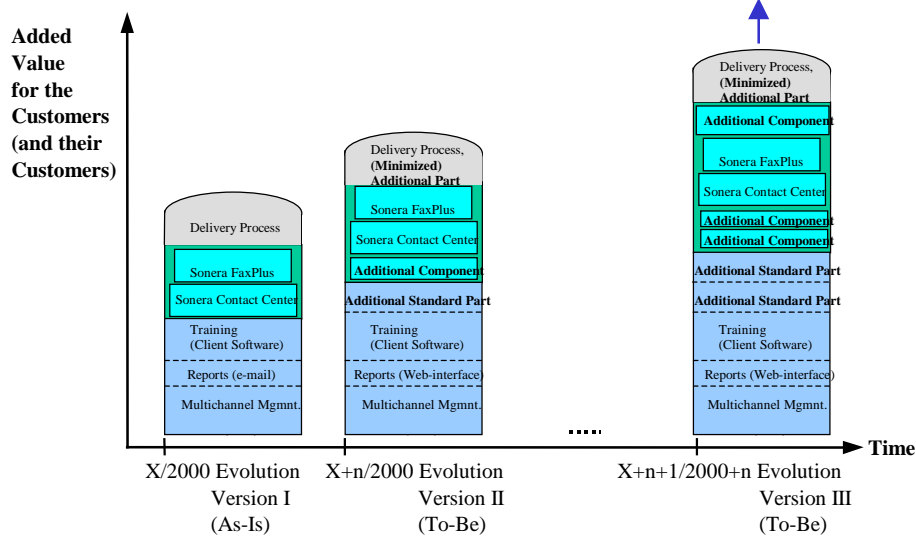 Added
Value
for the
Customers
(and their
Customers)
Delivery Process
Sonera FaxPlus
Sonera Contact Center
Training
(Client Software)
Reports (e-mail)
Multichannel Mgmnt.
Delivery Process,
(Minimized)
Additional Part
Sonera FaxPlus
Sonera Contact Center
Additional Component
Additional Standard Part
Training
(Client Software)
Reports (Web-interface)
Multichannel Mgmnt.
Delivery Process,
(Minimized)
Additional Part
Additional Component
Sonera FaxPlus
Sonera Contact Center
Additional Component
Additional Component
Additional Standard Part
Additional Standard Part
Training
(Client Software)
Reports (Web-interface)
Multichannel Mgmnt.
.....
Time
X/2000 Evolution
Version I
(As-Is)
X+n/2000 Evolution
Version II
(To-Be)
X+n+1/2000+n Evolution
Version III
(To-Be)